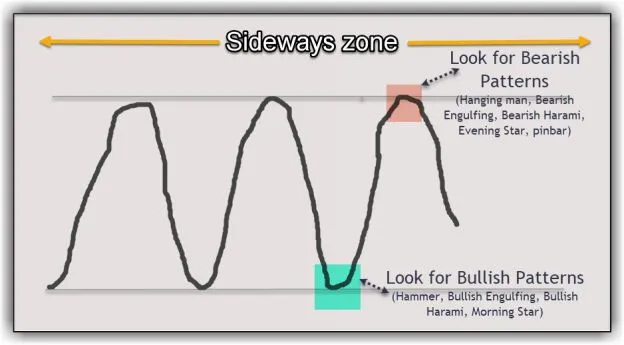 Sideways zone
Look for Bearish
Patterns
(Hanging man, Bearish
Engulfing, Bearish Harami,
Evening Star, pinbar)
Look for Bullish Patterns
(Hammer, Bullish Engulfing, Bullish
Harami, Morning Star)